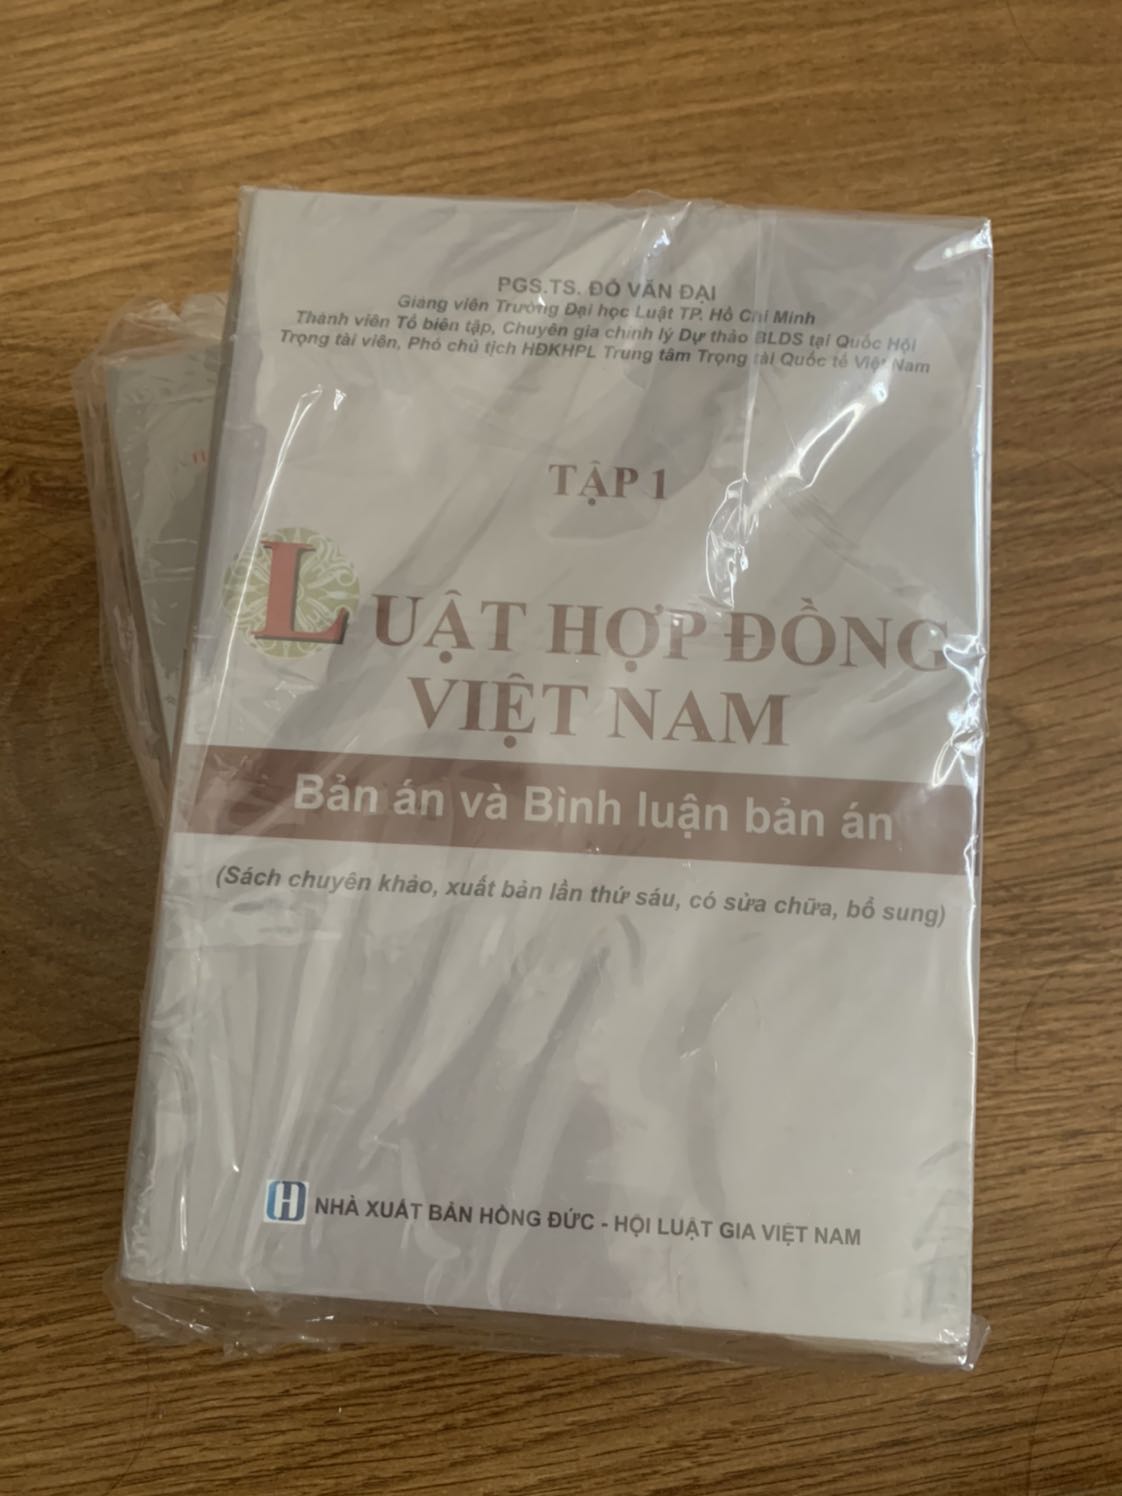 PGS.TS. ĐỖ VĂN ĐẠI
Giảng viên Trường Đại học Luật TP. Hồ Chí Minh
Thành viên Tổ biên tập, Chuyên gia chỉnh lý Dự thảo BLDS tại Quốc Hội
Trọng tài viên, Phó chủ tịch HĐKHPL Trung tâm Trọng tài Quốc tế Việt Nam
TẬP 1
LUẬT HỢP ĐỒNG
VIỆT NAM
Bản án và Bình luận bản án
(Sách chuyên khảo, xuất bản lần thứ sáu, có sửa chữa, bổ sung)
NHÀ XUẤT BẢN HỒNG ĐỨC - HỘI LUẬT GIA VIỆT NAM